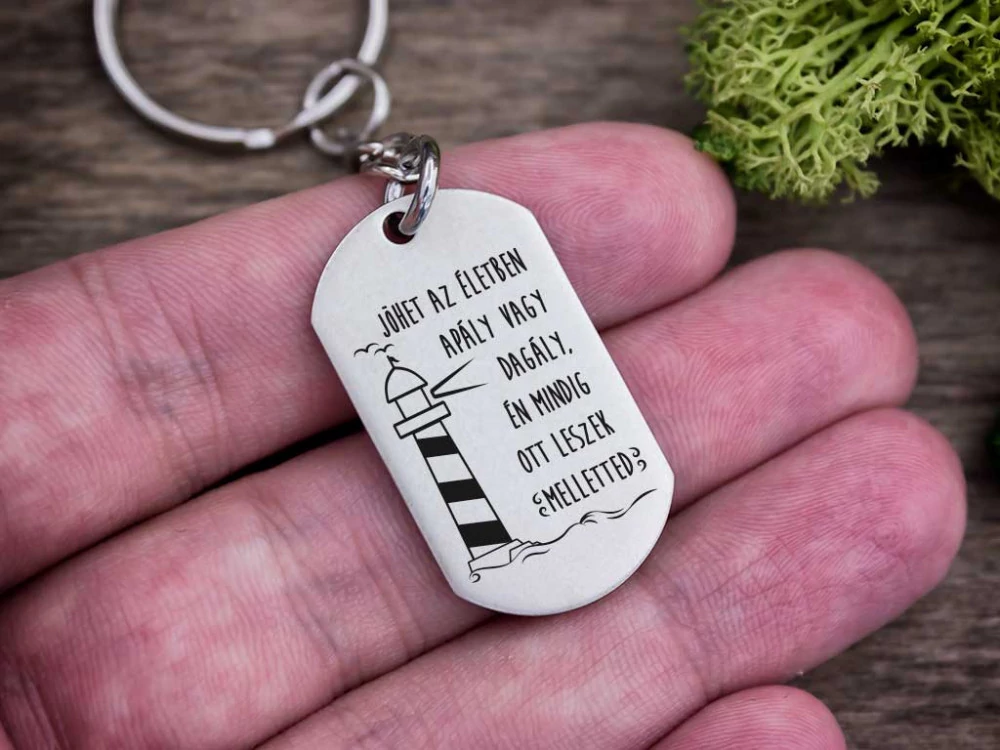 JÖHET AZ ÉLETBEN
APÁLY VAGY
DAGÁLY,
ÉN MINDIG
OTT LESZEK
MELLETTED